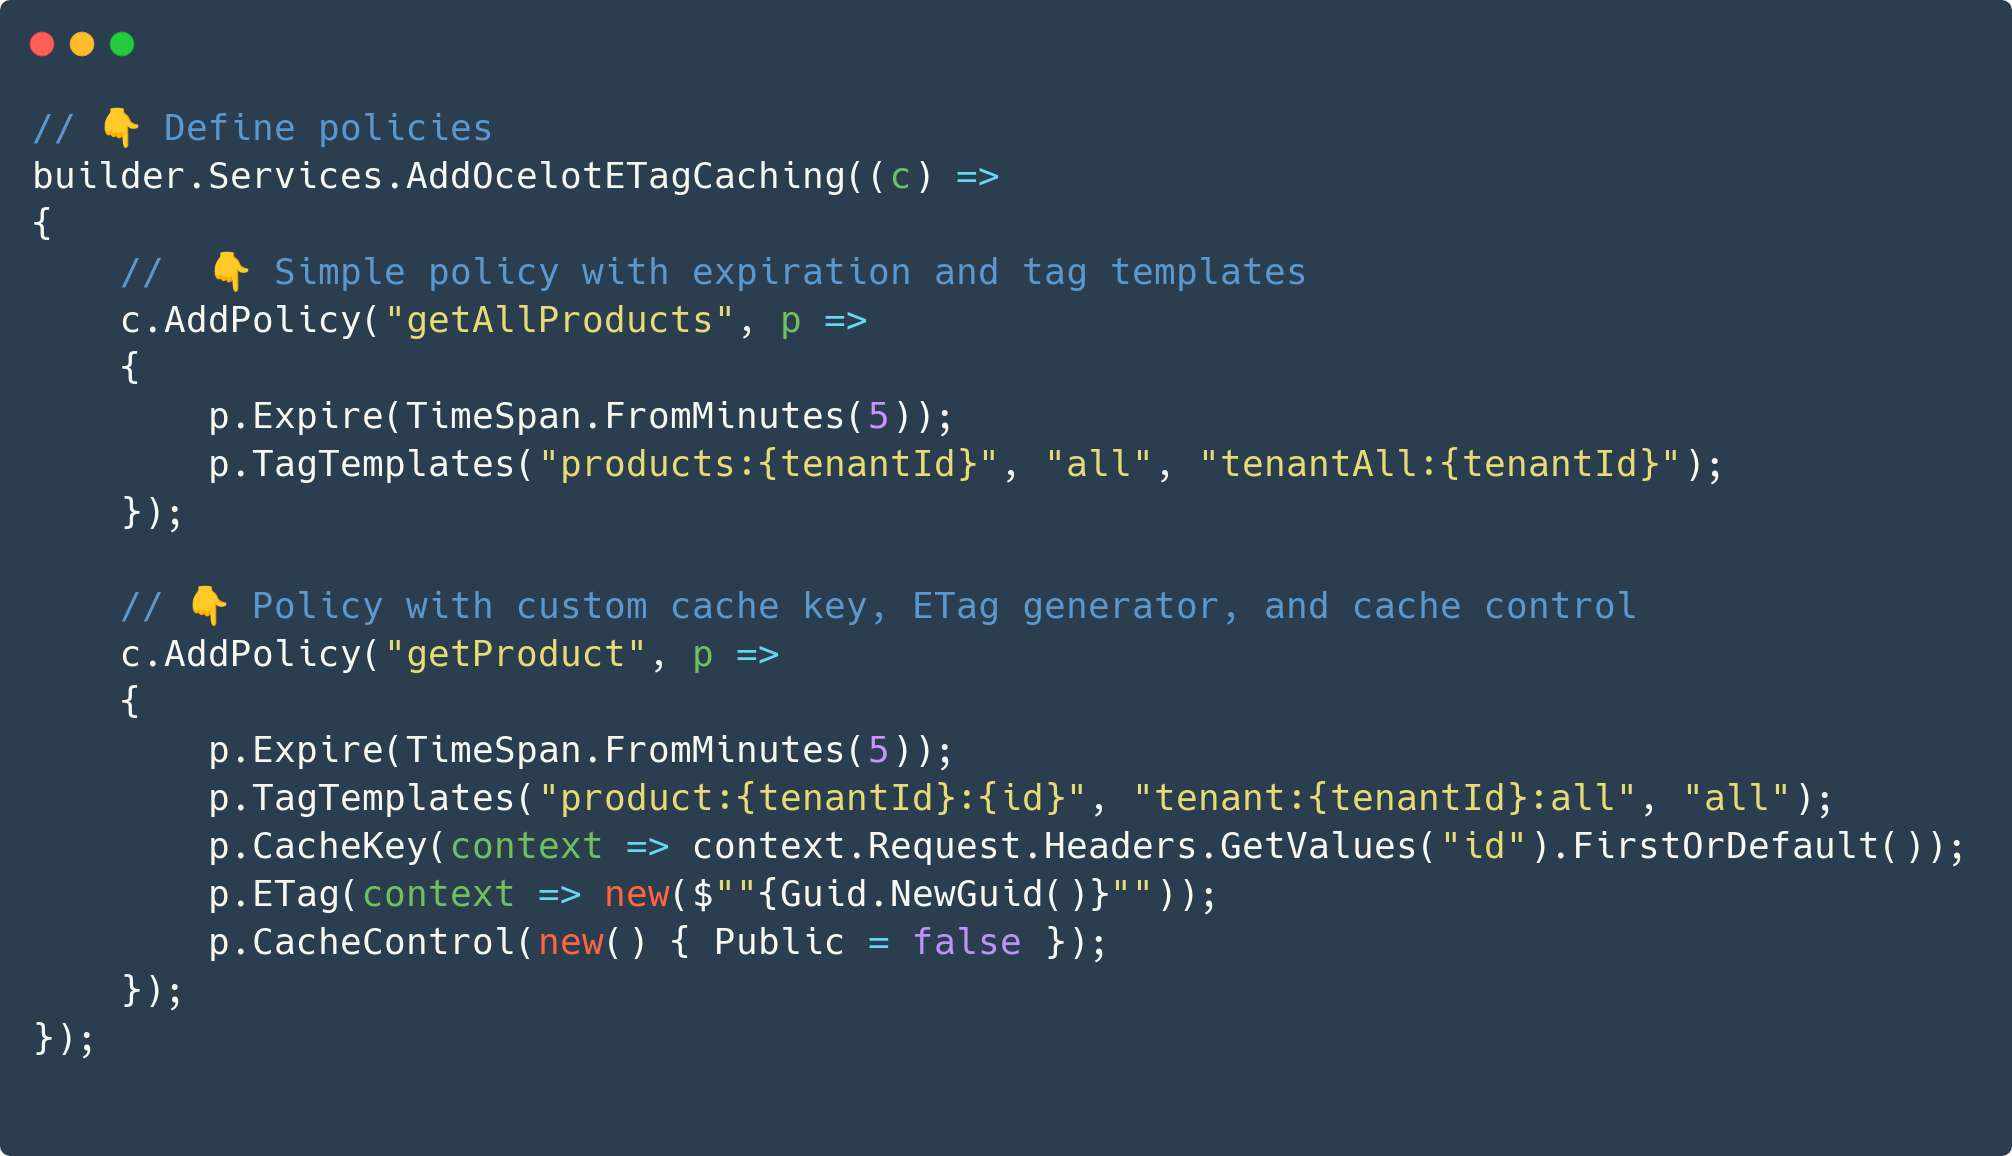 // 👇 Define policies
builder.Services.AddOcelotETagCaching((c) =>
{
    //  👇 Simple policy with expiration and tag templates
    c.AddPolicy("getAllProducts", p =>
    {
        p.Expire(TimeSpan.FromMinutes(5));
        p.TagTemplates("products:{tenantId}", "all", "tenantAll:{tenantId}");
    });

    // 👇 Policy with custom cache key, ETag generator, and cache control
    c.AddPolicy("getProduct", p =>
    {
        p.Expire(TimeSpan.FromMinutes(5));
        p.TagTemplates("product:{tenantId}:{id}", "tenant:{tenantId}:all", "all");
        p.CacheKey(context => context.Request.Headers.GetValues("id").FirstOrDefault());
        p.ETag(context => new($""{Guid.NewGuid()}""));
        p.CacheControl(new() { Public = false });
    });
});